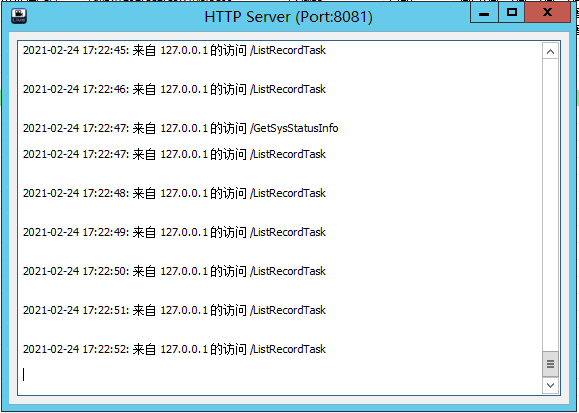 HTTP Server (Port:8081)
2021-02-24 17:22:45: 来自 127.0.0.1 的访问 /ListRecordTask
2021-02-24 17:22:46: 来自 127.0.0.1 的访问 /ListRecordTask
2021-02-24 17:22:47: 来自 127.0.0.1 的访问 /GetSysStatusInfo
2021-02-24 17:22:47: 来自 127.0.0.1 的访问 /ListRecordTask
2021-02-24 17:22:48: 来自 127.0.0.1 的访问 /ListRecordTask
2021-02-24 17:22:49: 来自 127.0.0.1 的访问 /ListRecordTask
2021-02-24 17:22:50: 来自 127.0.0.1 的访问 /ListRecordTask
2021-02-24 17:22:51: 来自 127.0.0.1 的访问 /ListRecordTask
2021-02-24 17:22:52: 来自 127.0.0.1 的访问 /ListRecordTask